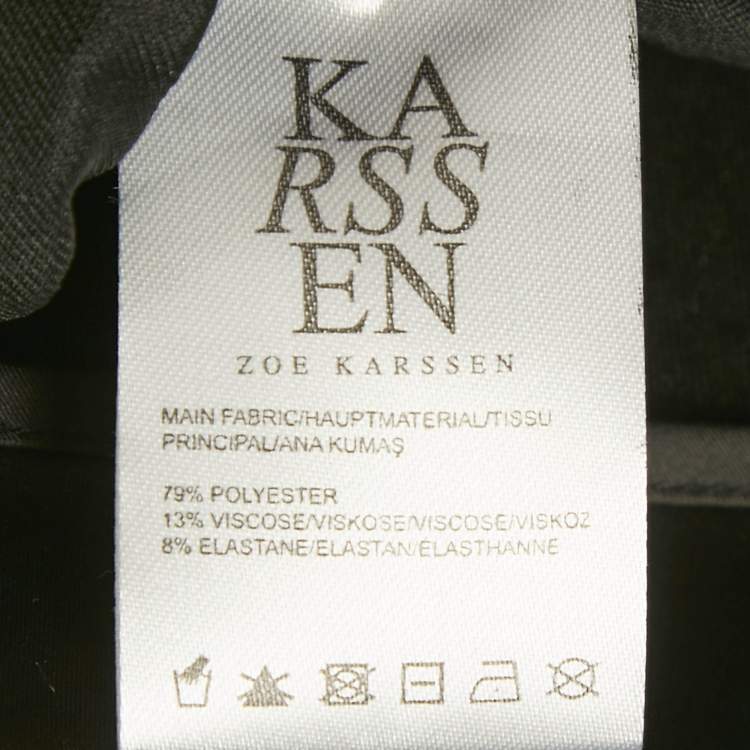 KA
RSS
EN
ZOE KARSSEN
MAIN FABRIC/HAUPTMATERIAL/TISSU
PRINCIPAL/ANA KUMAŞ
79% POLYESTER
13% VISCOSE/VISKOSE/VISCOSE/VISKOZ
8% ELASTANE/ELASTAN/ELASTHANNE